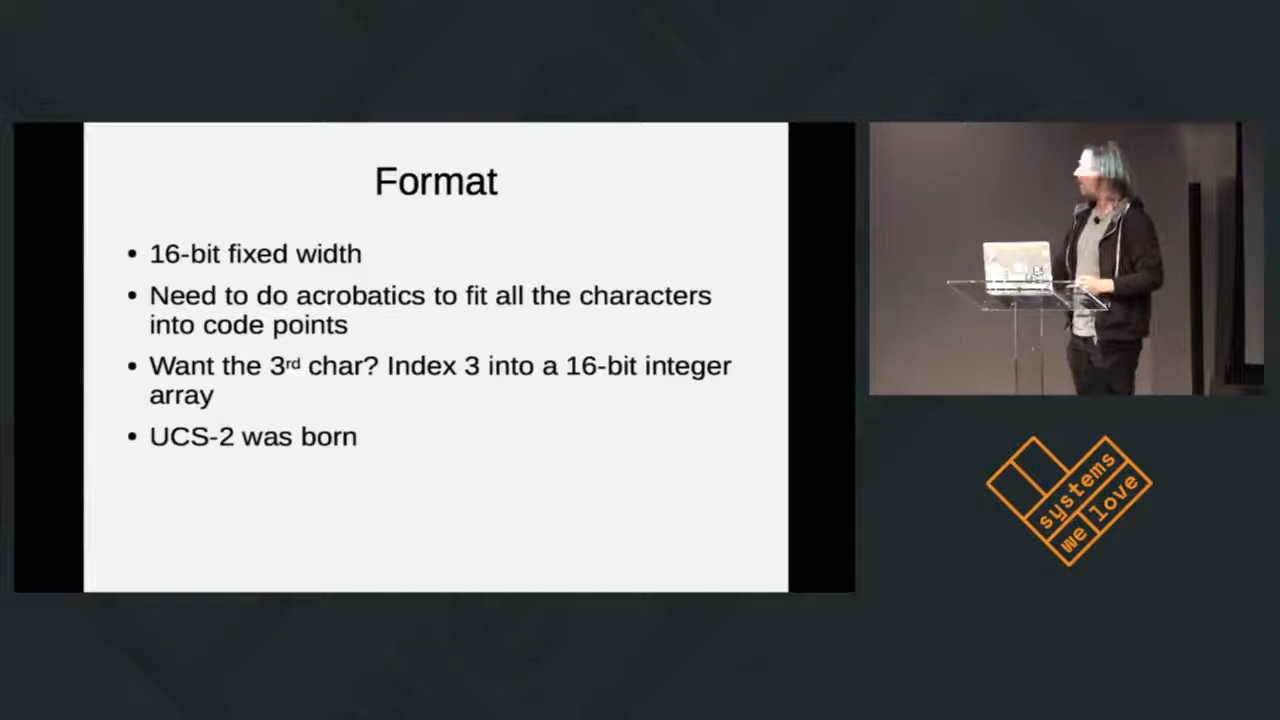 Format
• 16-bit fixed width
• Need to do acrobatics to fit all the characters
into code points
• Want the 3rd char? Index 3 into a 16-bit integer
array
• UCS-2 was born
systems
we love